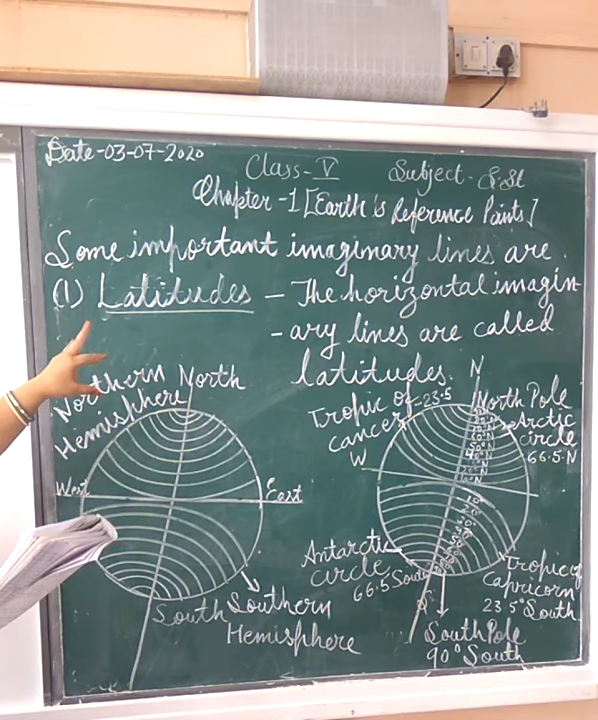 Date-03-07-2020
Class-V Subject-S.St
Chapter-1 [Earth's Reference Points]
Some important imaginary lines are
(1) Latitudes - The horizontal imagin-
-ary lines are called
latitudes.
Northern
Hemisphere
North
West
East
South
Southern
Hemisphere
N
Tropic of
cancer
-23.5
North Pole
Arctic
circle
66.5.N
W
Antarctic
circle
66.5 South
S
Tropic of
Capricorn
23.5° South
South Pole
90° South